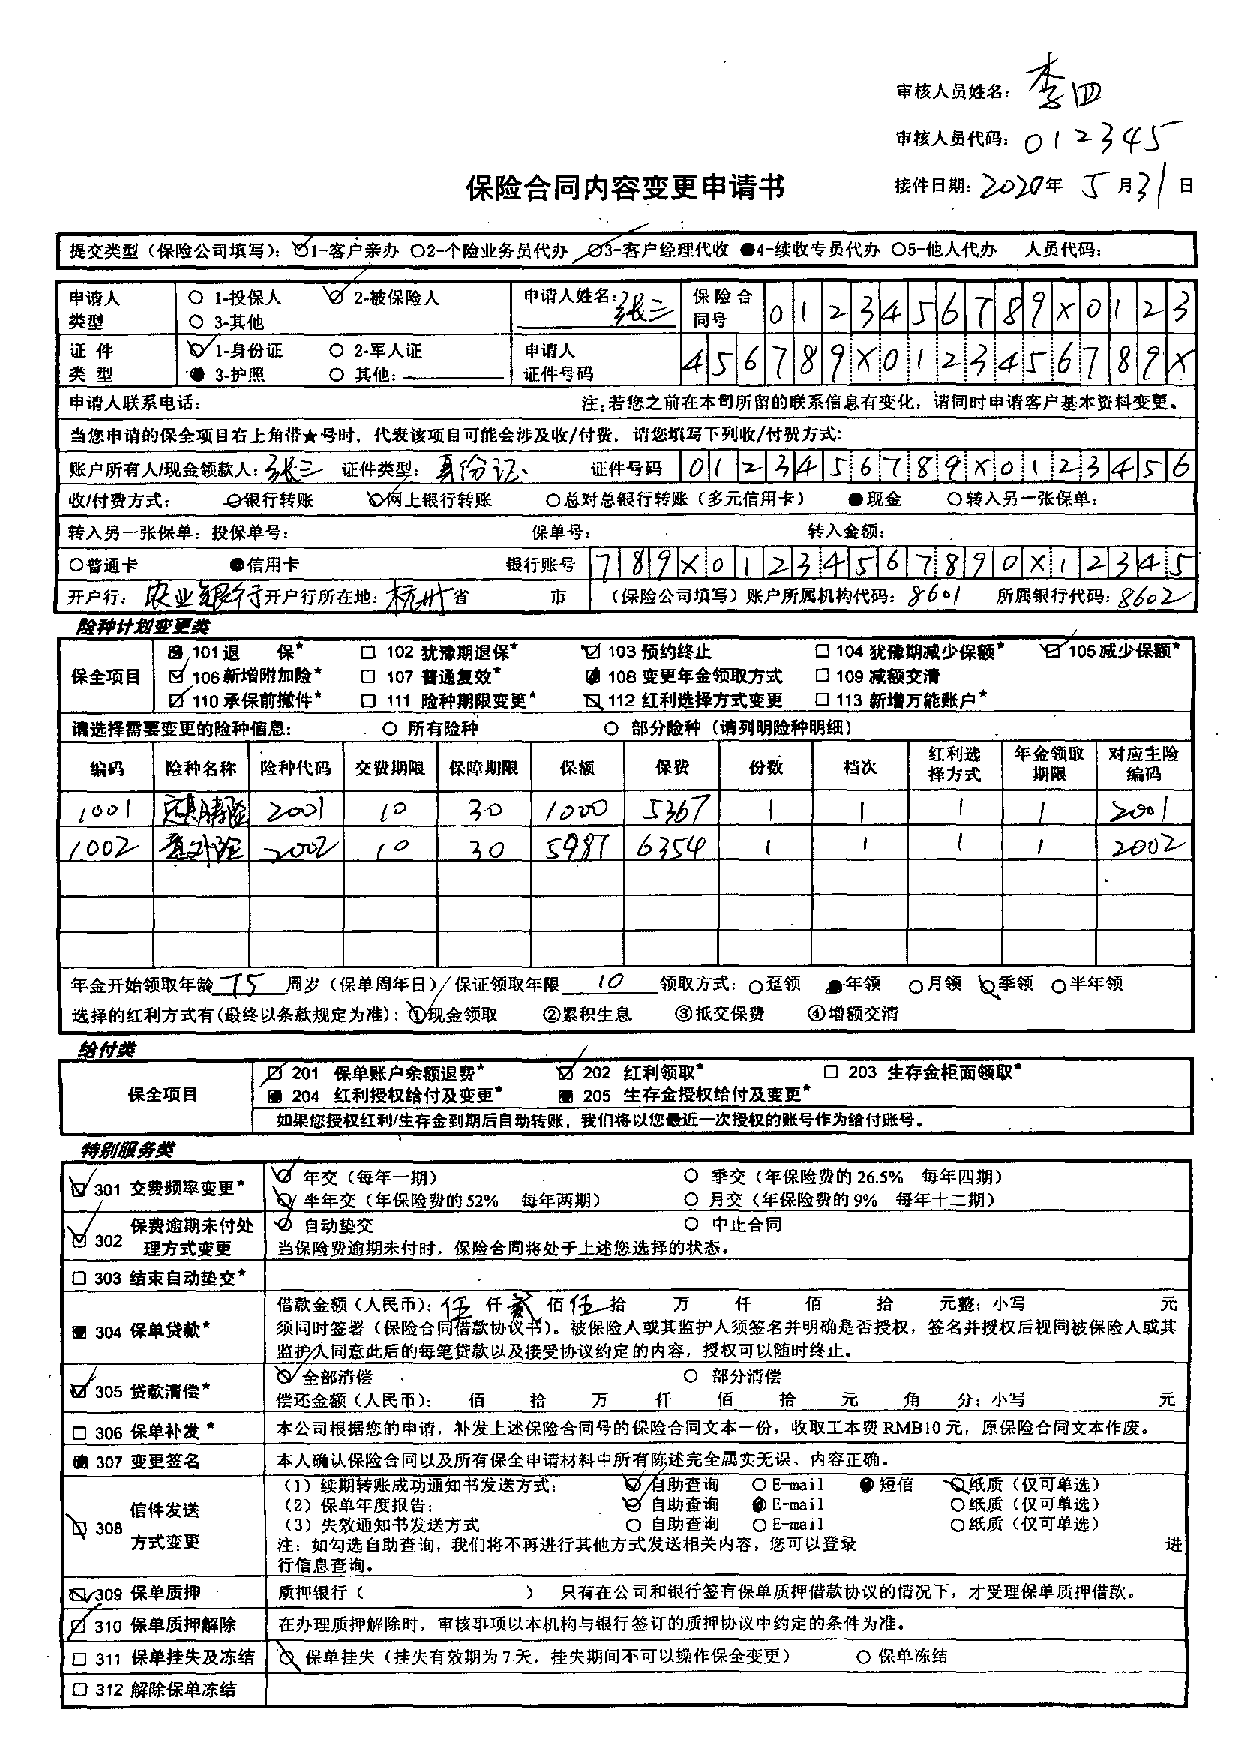 审核人员姓名：李四
审核人员代码：012345
保险合同内容变更申请书 接件日期：2020年5月31日
提交类型（保险公司填写）：1-客户亲办 2-个险业务员代办 3-客户经理代收 4-续收专员代办 5-他人代办 人员代码：
申请人 1-投保人 2-被保险人 申请人姓名：张三 保险合 0123456789X0123
类型 3-其他 同号
证件 1-身份证 2-军人证 申请人 456789X0123456789X
类型 3-护照 其他： 证件号码
申请人联系电话： 注：若您之前在本司所留的联系信息有变化，请同时申请客户基本资料变更。
当您申请的保全项目右上角带★号时，代表该项目可能会涉及收/付费，请您填写下列收/付费方式：
账户所有人/现金领款人：张三 证件类型：身份证 证件号码 0123456789X0123456
收/付费方式： 银行转账 网上银行转账 总对总银行转账（多元信用卡） 现金 转入另一张保单：
转入另一张保单：投保单号： 保单号： 转入金额：
普通卡 信用卡 银行账号 789X01234567890X12345
开户行：农业银行 开户行所在地：杭州省 市 （保险公司填写）账户所属机构代码：8601 所属银行代码：8602
险种计划变更类
101退 保* 102 犹豫期退保* 103 预约终止 104 犹豫期减少保额* 105减少保额*
保全项目 106新增附加险* 107 普通复效* 108 变更年金领取方式 109 减额交清
110 承保前撤件* 111 险种期限变更* 112 红利选择方式变更 113 新增万能账户*
请选择需要变更的险种信息： 所有险种 部分险种（请列明险种明细）
编码 险种名称 险种代码 交费期限 保障期限 保额 保费 份数 档次 红利选择方式 年金领取期限 对应主险编码
1001 2001 10 30 1000 5367 1 1 1 1 2001
1002 意外险 2002 10 30 5987 6354 1 1 1 1 2002
年金开始领取年龄 75 周岁（保单周年日）/保证领取年限 10 领取方式：趸领 年领 月领 季领 半年领
选择的红利方式有(最终以条款规定为准)：①现金领取 ②累积生息 ③抵交保费 ④增额交清
给付类
201 保单账户余额退费* 202 红利领取* 203 生存金柜面领取*
保全项目 204 红利授权给付及变更* 205 生存金授权给付及变更*
如果您授权红利/生存金到期后自动转账，我们将以您最近一次授权的账号作为给付账号。
特别服务类
301 交费频率变更* 年交（每年一期） 季交（年保险费的26.5% 每年四期）
半年交（年保险费的52% 每年两期） 月交（年保险费的9% 每年十二期）
302 保费逾期未付处理方式变更 自动垫交 中止合同
当保险费逾期未付时，保险合同将处于上述您选择的状态。
303 结束自动垫交*
借款金额（人民币）：伍仟贰佰伍拾 万 仟 佰 拾 元整；小写 元
304 保单贷款* 须同时签署（保险合同借款协议书）。被保险人或其监护人须签名并明确是否授权，签名并授权后视同被保险人或其
监护人同意此后的每笔贷款以及接受协议约定的内容，授权可以随时终止。
305 贷款清偿* 全部清偿 部分清偿
偿还金额（人民币）： 佰 拾 万 仟 佰 拾 元 角 分；小写 元
306 保单补发* 本公司根据您的申请，补发上述保险合同号的保险合同文本一份，收取工本费RMB10元，原保险合同文本作废。
307 变更签名 本人确认保险合同以及所有保全申请材料中所有陈述完全属实无误、内容正确。
（1）续期转账成功通知书发送方式： 自助查询 E-mail 短信 纸质（仅可单选）
信件发送 （2）保单年度报告： 自助查询 E-mail 纸质（仅可单选）
308 （3）失效通知书发送方式 自助查询 E-mail 纸质（仅可单选）
方式变更 注：如勾选自助查询，我们将不再进行其他方式发送相关内容，您可以登录 进
行信息查询。
309 保单质押 质押银行（ ） 只有在公司和银行签有保单质押借款协议的情况下，才受理保单质押借款。
310 保单质押解除 在办理质押解除时，审核事项以本机构与银行签订的质押协议中约定的条件为准。
311 保单挂失及冻结 保单挂失（挂失有效期为7天，挂失期间不可以操作保全变更） 保单冻结
312 解除保单冻结